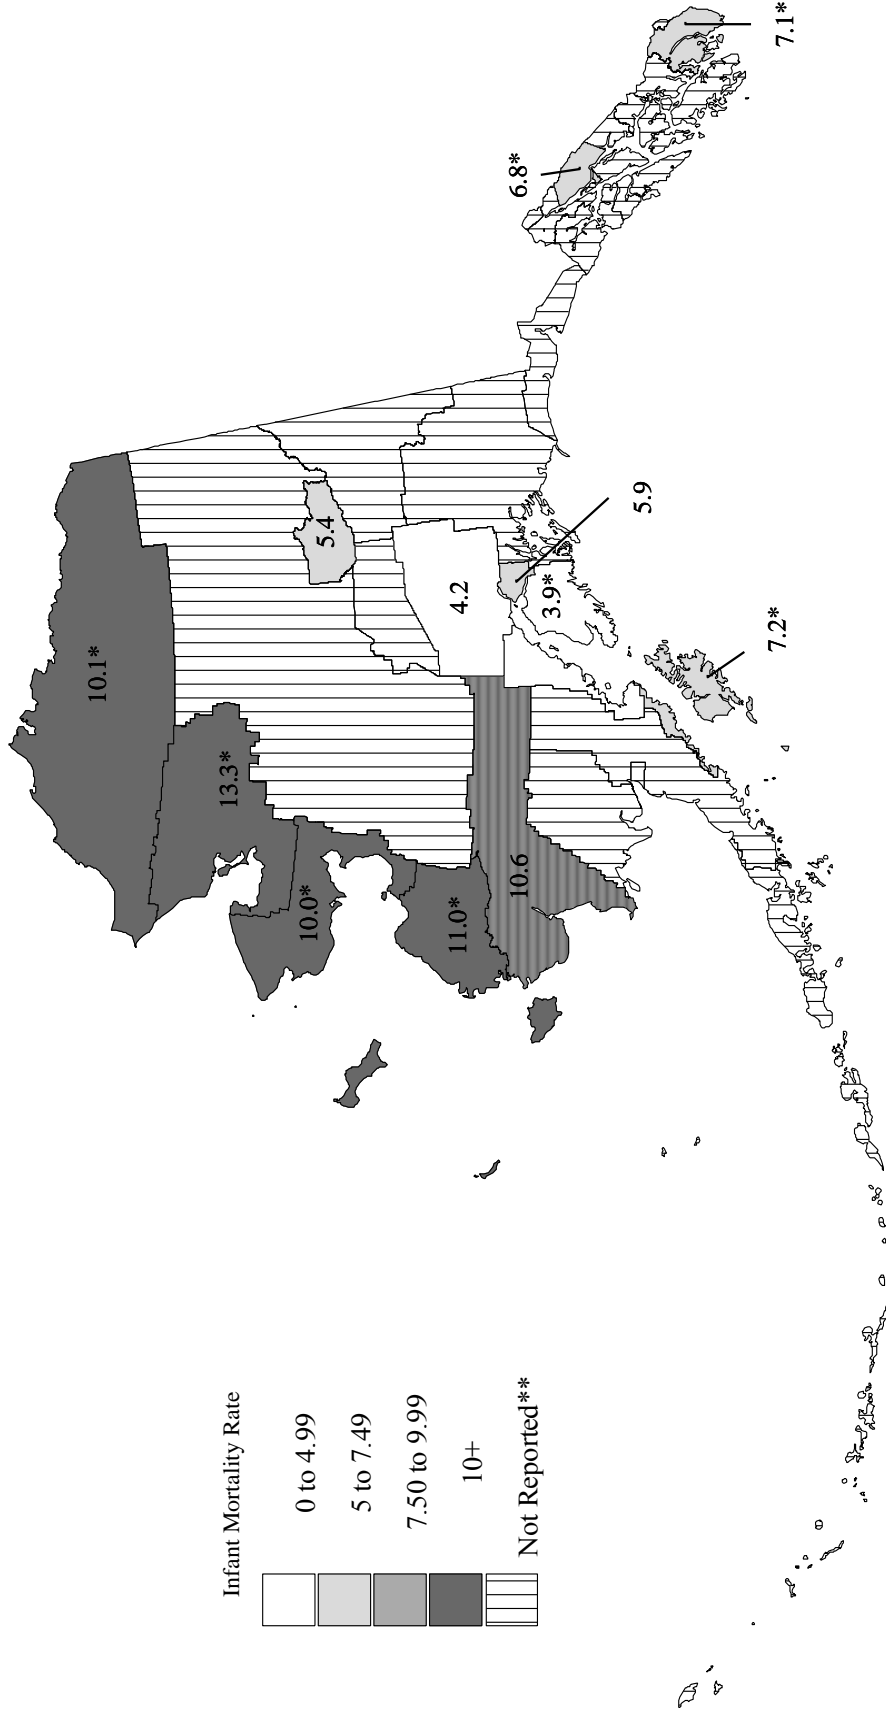 10.1*
13.3*
10.0*
11.0*
10.6
5.4
4.2
5.9
3.9*
7.2*
6.8*
7.1*
Infant Mortality Rate
0 to 4.99
5 to 7.49
7.50 to 9.99
10+
Not Reported**